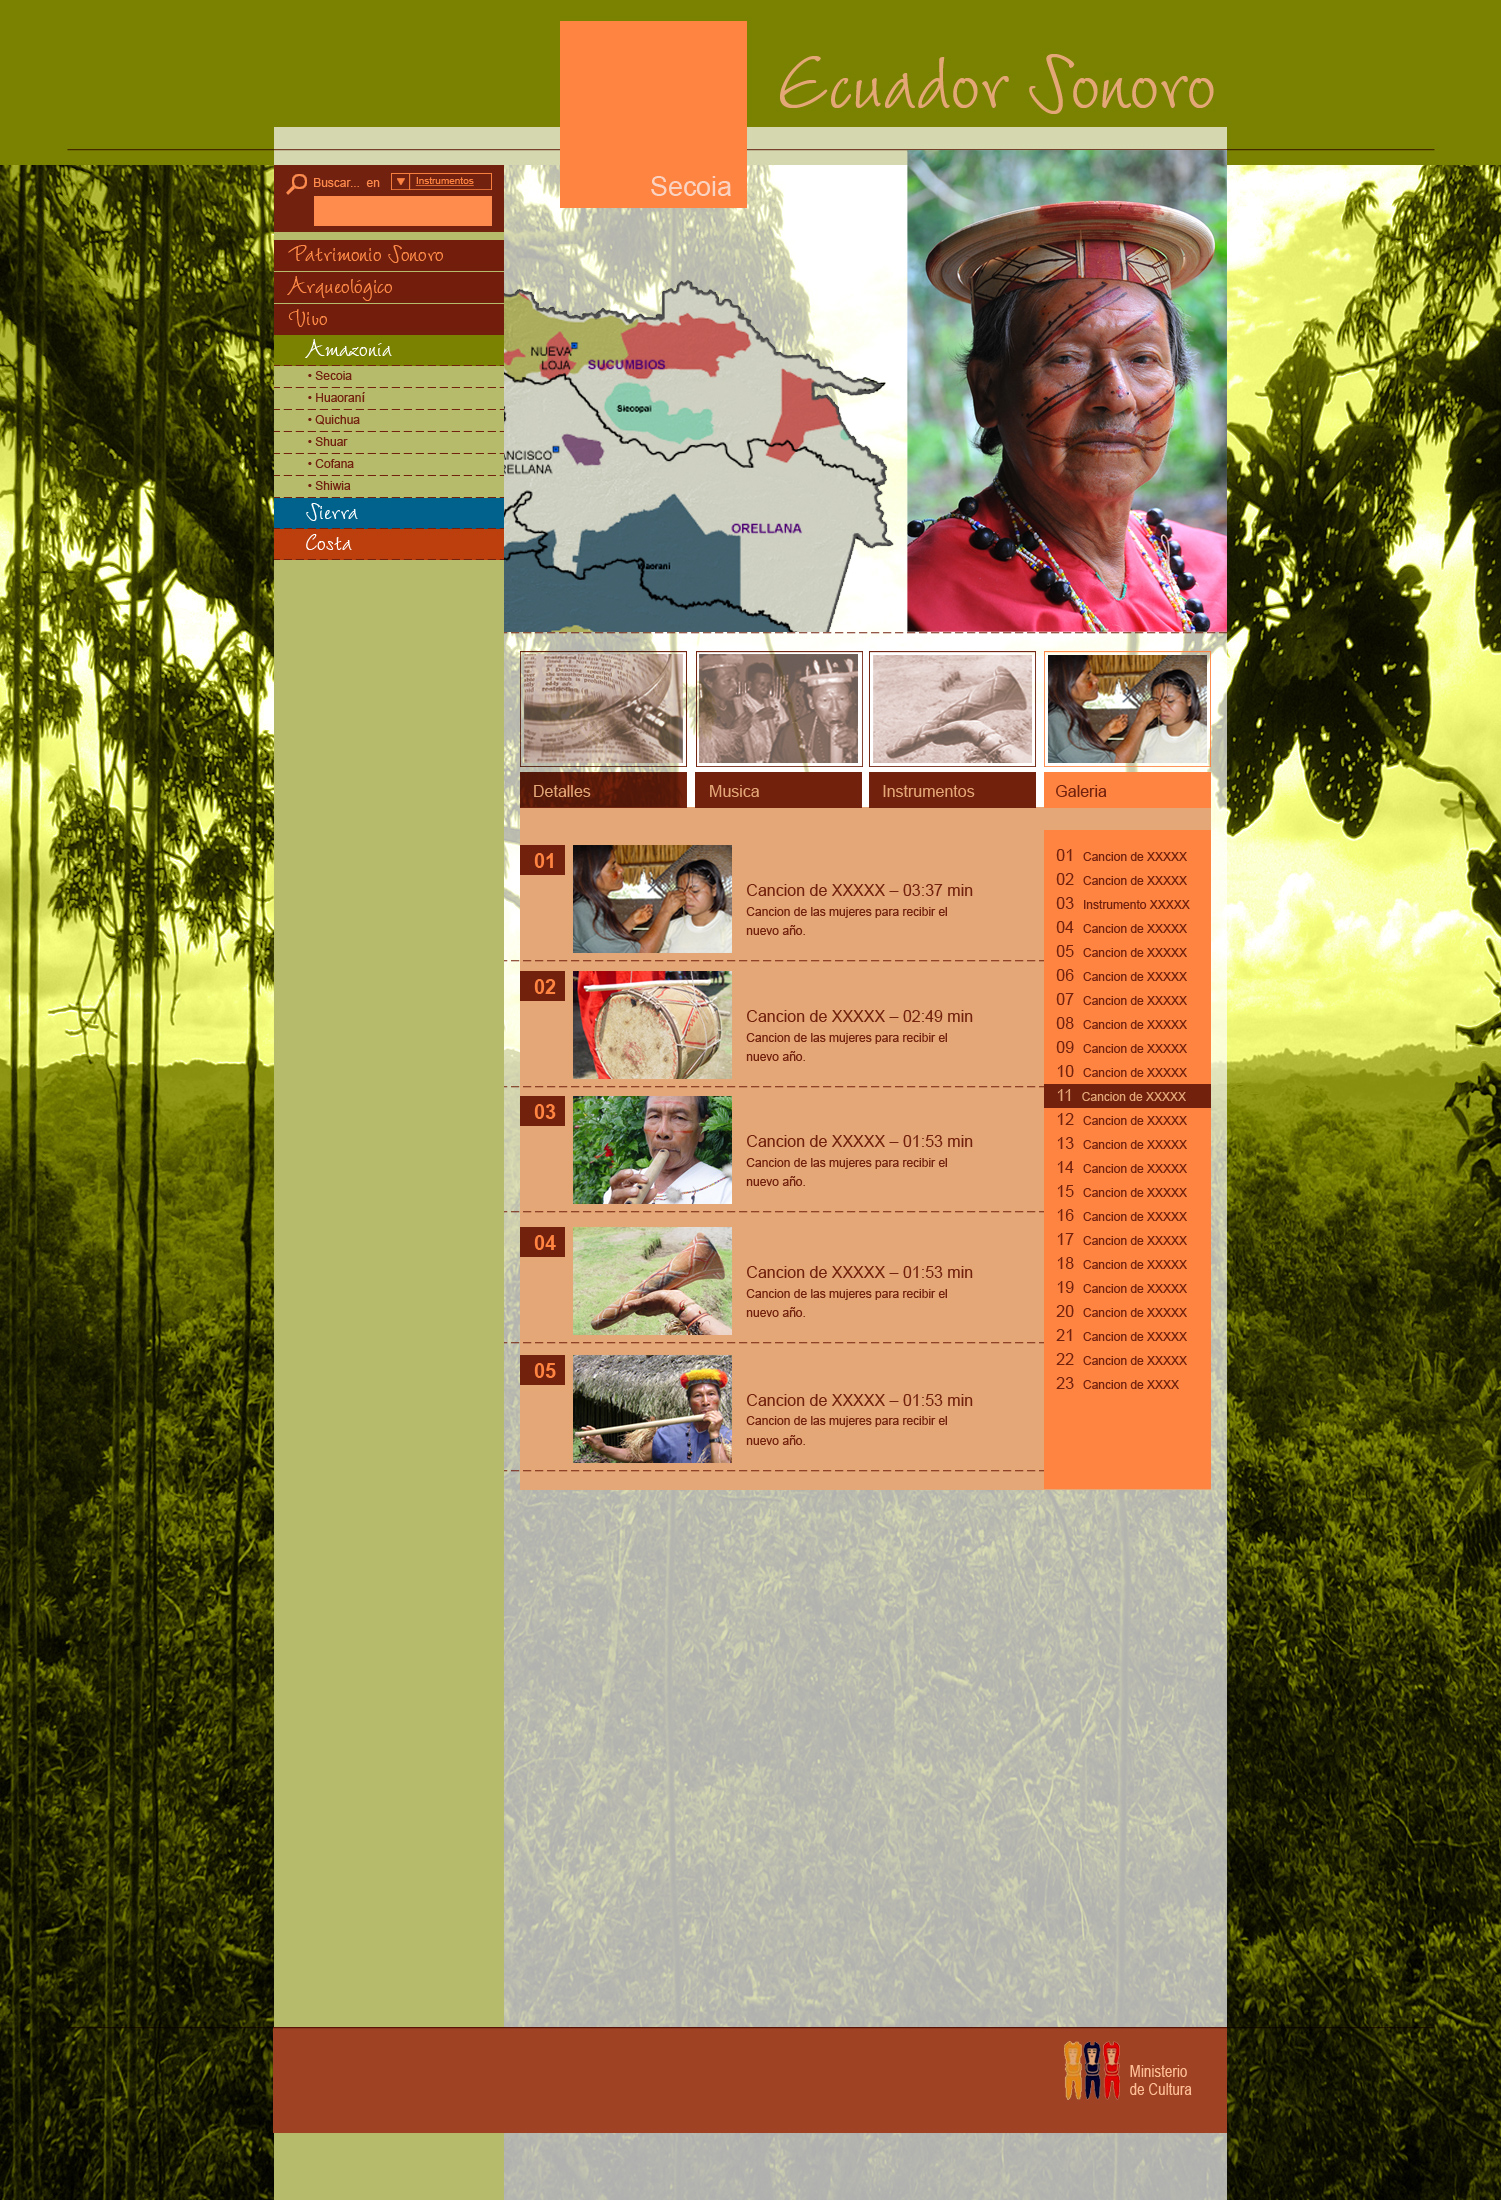 Ecuador Sonoro
Secoia
Buscar... en
Instrumentos
Patrimonio Sonoro
Arqueológico
Vivo
Amazonía
• Secoia
• Huaoraní
• Quichua
• Shuar
• Cofana
• Shiwia
Sierra
Costa
NUEVA
LOJA
SUCUMBIOS
Siecopai
ANCISCO
RELLANA
ORELLANA
aorani
Detalles
Musica
Instrumentos
Galeria
01
Cancion de XXXXX – 03:37 min
Cancion de las mujeres para recibir el
nuevo año.
02
Cancion de XXXXX – 02:49 min
Cancion de las mujeres para recibir el
nuevo año.
03
Cancion de XXXXX – 01:53 min
Cancion de las mujeres para recibir el
nuevo año.
04
Cancion de XXXXX – 01:53 min
Cancion de las mujeres para recibir el
nuevo año.
05
Cancion de XXXXX – 01:53 min
Cancion de las mujeres para recibir el
nuevo año.
01 Cancion de XXXXX
02 Cancion de XXXXX
03 Instrumento XXXXX
04 Cancion de XXXXX
05 Cancion de XXXXX
06 Cancion de XXXXX
07 Cancion de XXXXX
08 Cancion de XXXXX
09 Cancion de XXXXX
10 Cancion de XXXXX
11 Cancion de XXXXX
12 Cancion de XXXXX
13 Cancion de XXXXX
14 Cancion de XXXXX
15 Cancion de XXXXX
16 Cancion de XXXXX
17 Cancion de XXXXX
18 Cancion de XXXXX
19 Cancion de XXXXX
20 Cancion de XXXXX
21 Cancion de XXXXX
22 Cancion de XXXXX
23 Cancion de XXXX
Ministerio
de Cultura